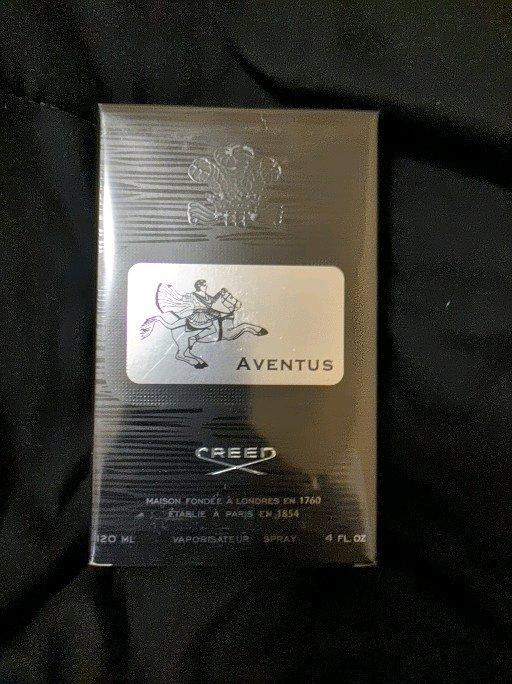 AVENTUS
CREED
MAISON FONDÉE À LONDRES EN 1760
ÉTABLIE À PARIS EN 1854
120 ML VAPORISATEUR SPRAY 4 FL.OZ